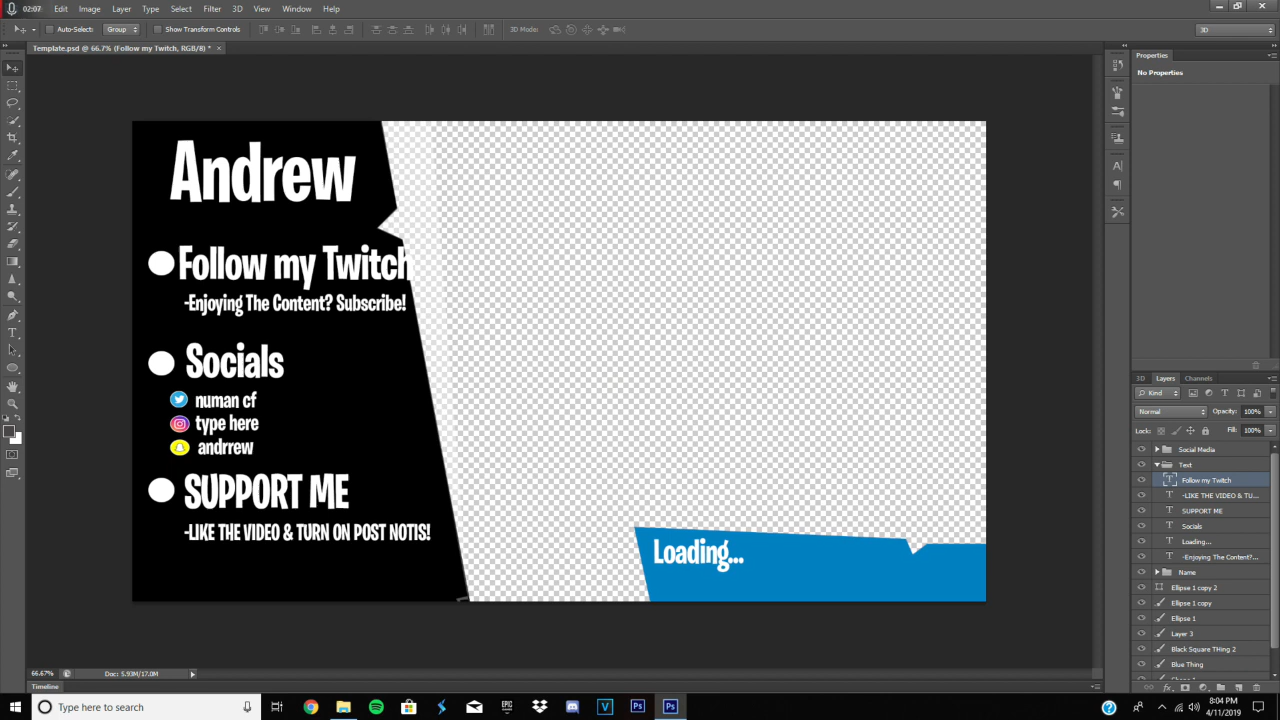 02:07 Edit Image Layer Type Select Filter 3D View Window Help
Auto-Select: Group Show Transform Controls 3D Mode: 3D
Template.psd @ 66.7% (Follow my Twitch, RGB/8) * ×
Properties
No Properties
Andrew
Follow my Twitch
-Enjoying The Content? Subscribe!
Socials
numan cf
type here
andrrew
SUPPORT ME
-LIKE THE VIDEO & TURN ON POST NOTIS!
Loading...
3D Layers Channels
Kind
Normal Opacity: 100%
Lock: Fill: 100%
Social Media
Text
Follow my Twitch
-LIKE THE VIDEO & TU...
SUPPORT ME
Socials
Loading...
-Enjoying The Content?...
Name
Ellipse 1 copy 2
Ellipse 1 copy
Ellipse 1
Layer 3
Black Square THing 2
Blue Thing
66.67% Doc: 5.93M/17.0M
Timeline
Type here to search
EPIC
GAMES
V
Ps
Ps
8:04 PM
4/11/2019